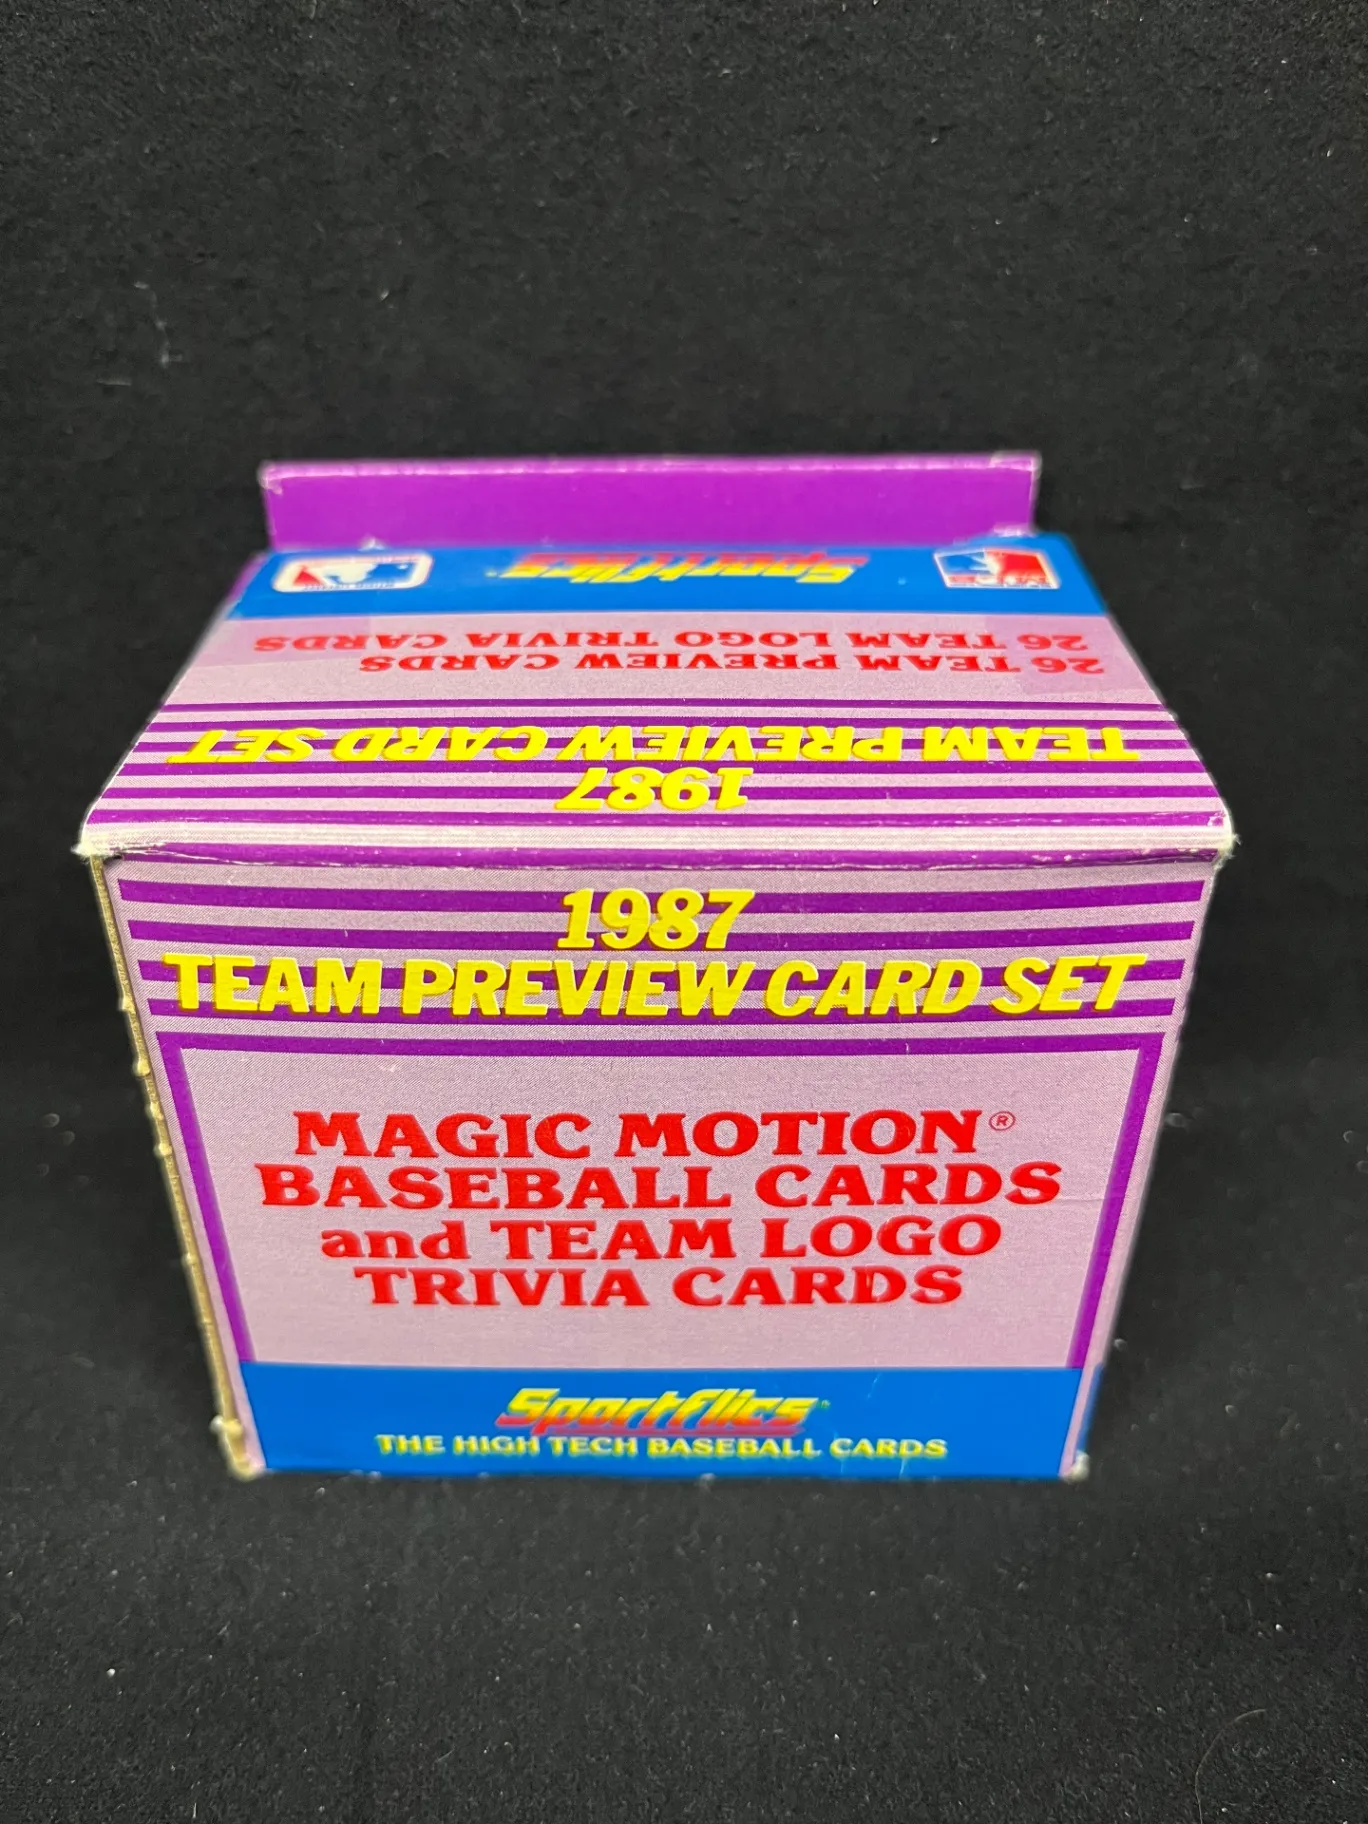 1987
TEAM PREVIEW CARD SET
26 TEAM PREVIEW CARDS
26 TEAM LOGO TRIVIA CARDS
Sportflics
1987
TEAM PREVIEW CARD SET
MAGIC MOTION®
BASEBALL CARDS
and TEAM LOGO
TRIVIA CARDS
Sportflics
THE HIGH TECH BASEBALL CARDS